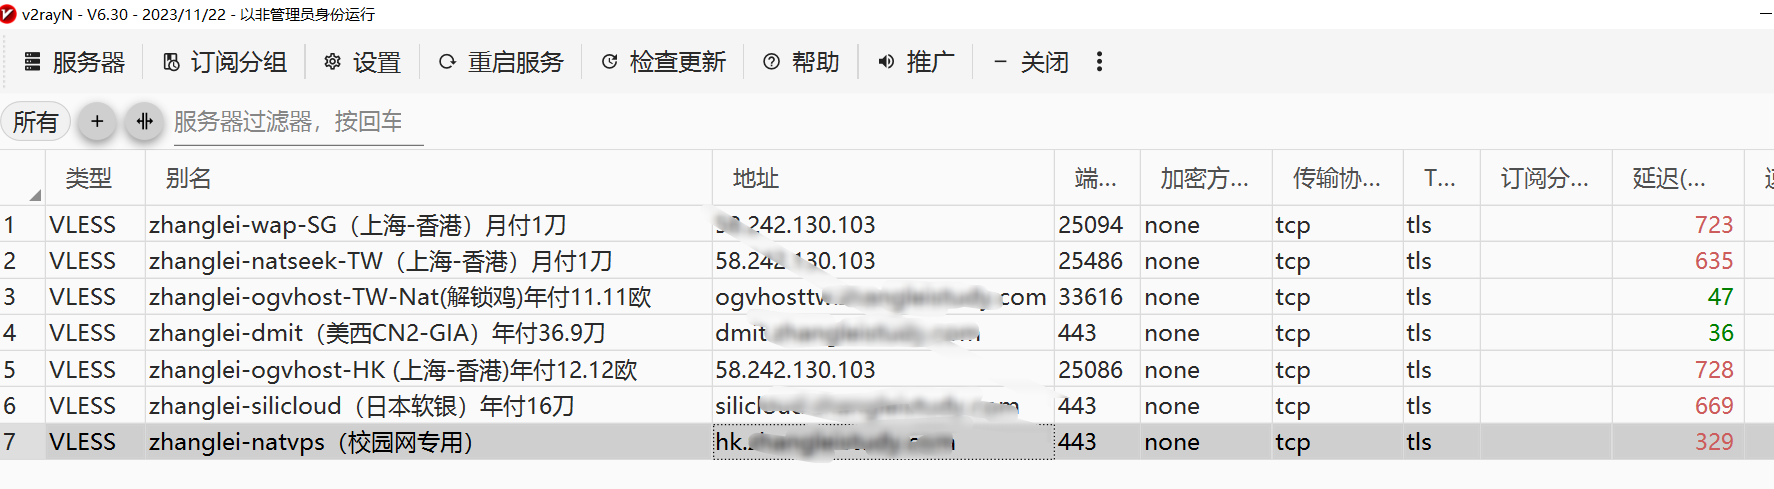 v2rayN - V6.30 - 2023/11/22 - 以非管理员身份运行
服务器 订阅分组 设置 重启服务 检查更新 帮助 推广 关闭
所有 服务器过滤器，按回车
类型 别名 地址 端... 加密方... 传输协... T... 订阅分... 延迟(...
1 VLESS zhanglei-wap-SG（上海-香港）月付1刀 58.242.130.103 25094 none tcp tls 723
2 VLESS zhanglei-natseek-TW（上海-香港）月付1刀 58.242.130.103 25486 none tcp tls 635
3 VLESS zhanglei-ogvhost-TW-Nat(解锁鸡)年付11.11欧 ogvhosttw .com 33616 none tcp tls 47
4 VLESS zhanglei-dmit（美西CN2-GIA）年付36.9刀 dmit 443 none tcp tls 36
5 VLESS zhanglei-ogvhost-HK (上海-香港)年付12.12欧 58.242.130.103 25086 none tcp tls 728
6 VLESS zhanglei-silicloud（日本软银）年付16刀 silicl 443 none tcp tls 669
7 VLESS zhanglei-natvps（校园网专用） hk. 443 none tcp tls 329